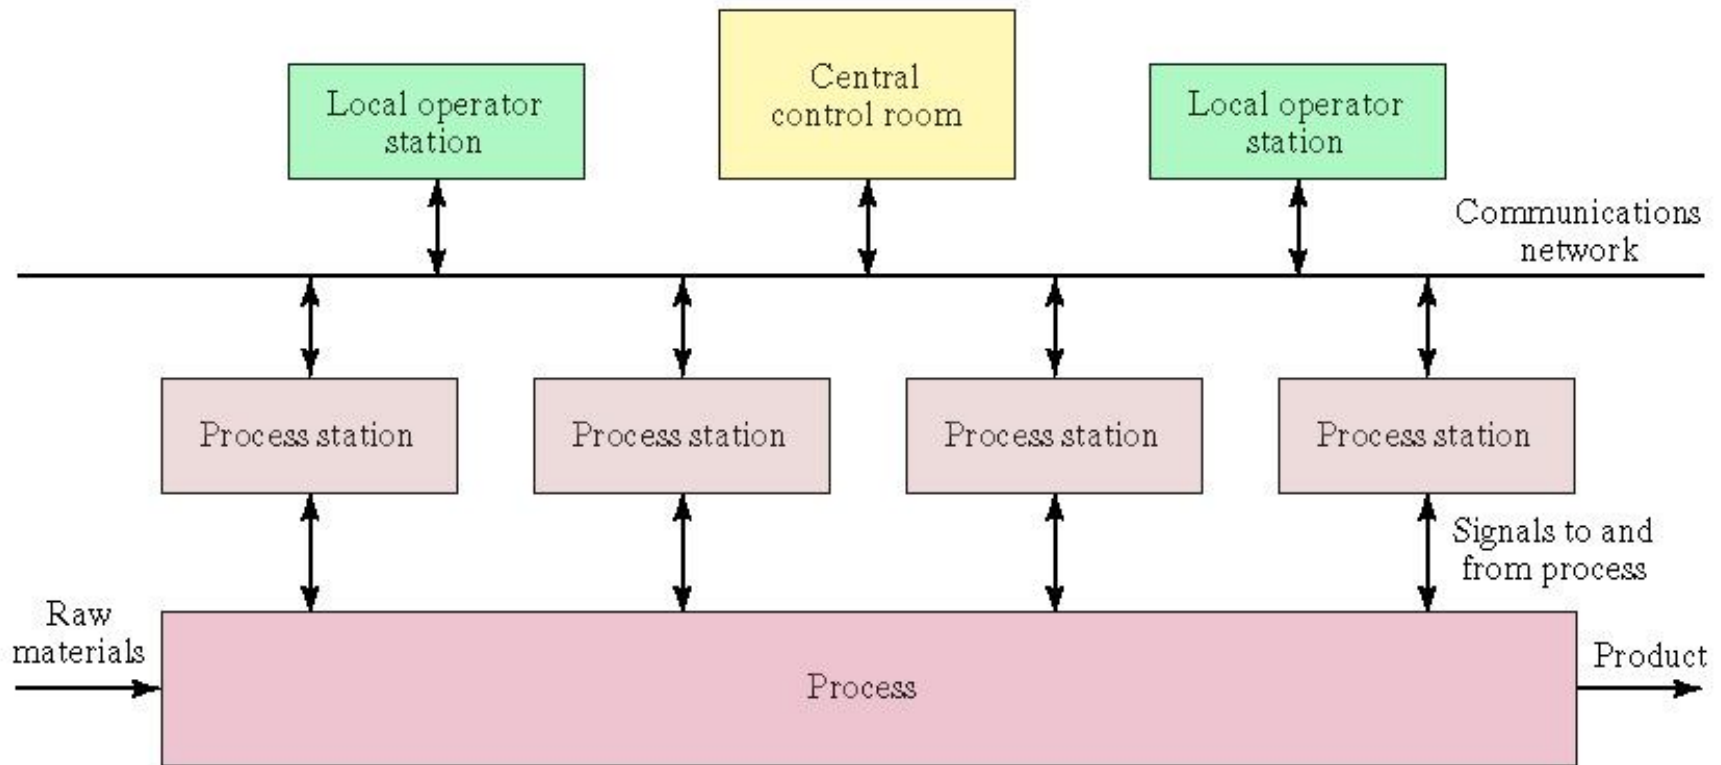 Local operator
station
Central
control room
Local operator
station
Communications
network
Process station
Process station
Process station
Process station
Signals to and
from process
Raw
materials
Process
Product